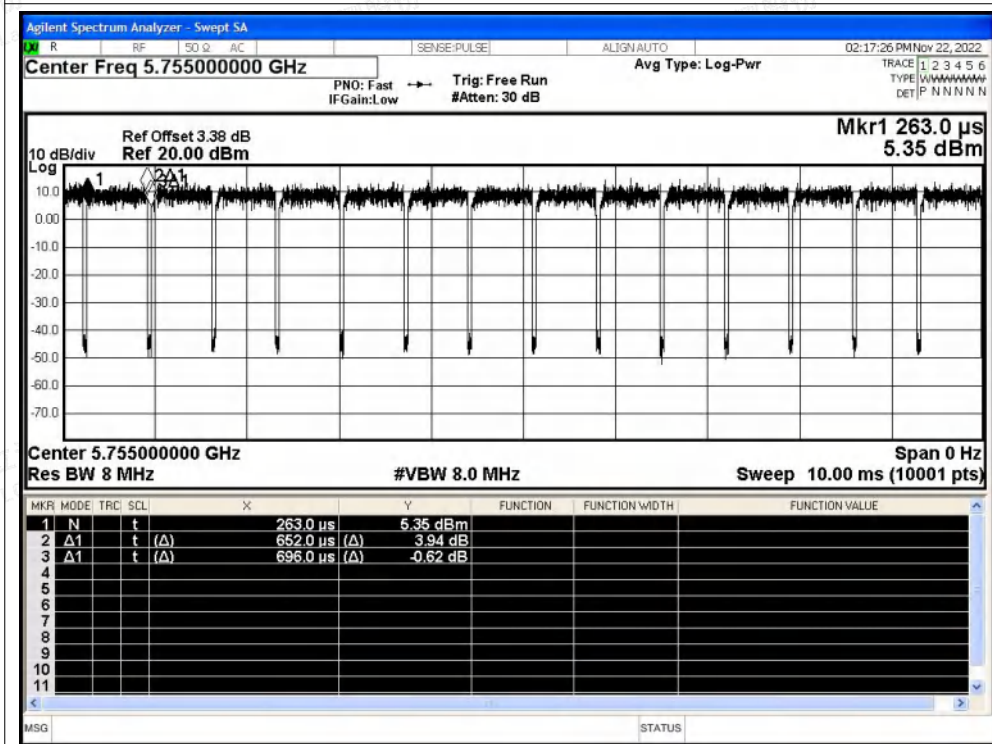 Agilent Spectrum Analyzer - Swept SA
LXI R RF 50 Ω AC SENSE:PULSE ALIGN AUTO 02:17:26 PM Nov 22, 2022
Center Freq 5.755000000 GHz
PNO: Fast
IFGain:Low
Trig: Free Run
#Atten: 30 dB
Avg Type: Log-Pwr
TRACE 1 2 3 4 5 6
TYPE WWWWWW
DET P N N N N N
Mkr1 263.0 µs
5.35 dBm
Ref Offset 3.38 dB
10 dB/div Ref 20.00 dBm
Log
1
10.0
0.00
-10.0
-20.0
-30.0
-40.0
-50.0
-60.0
-70.0
Center 5.755000000 GHz Span 0 Hz
Res BW 8 MHz #VBW 8.0 MHz Sweep 10.00 ms (10001 pts)
MKR MODE TRC SCL X Y FUNCTION FUNCTION WIDTH FUNCTION VALUE
1 N t 263.0 µs 5.35 dBm
2 Δ1 t (Δ) 652.0 µs (Δ) 3.94 dB
3 Δ1 t (Δ) 696.0 µs (Δ) -0.62 dB
4
5
6
7
8
9
10
11
MSG STATUS